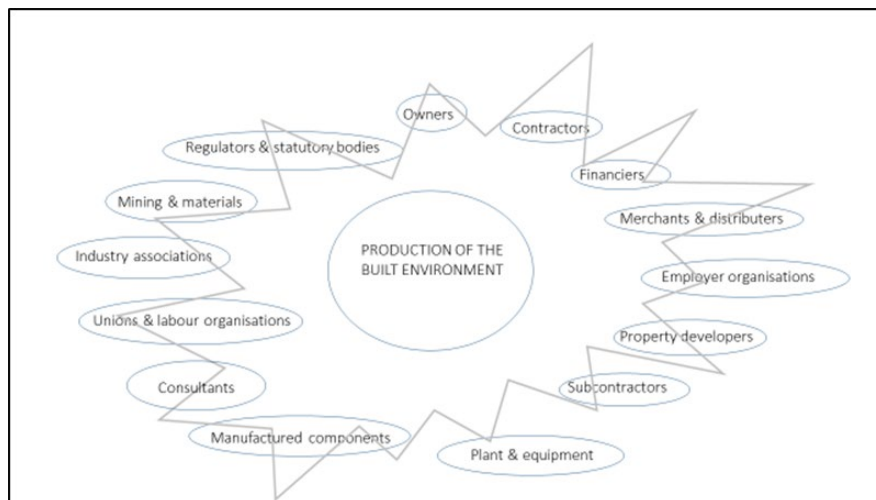 Owners
Contractors
Regulators & statutory bodies
Financiers
Mining & materials
Merchants & distributers
PRODUCTION OF THE
BUILT ENVIRONMENT
Industry associations
Employer organisations
Unions & labour organisations
Property developers
Consultants
Subcontractors
Manufactured components
Plant & equipment